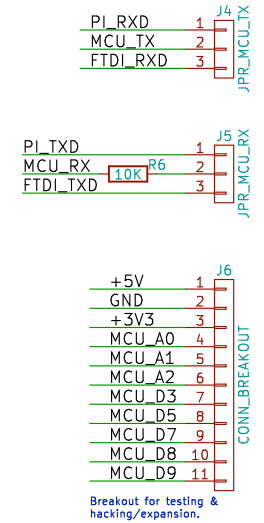 J4
PI_RXD 1
MCU_TX 2
FTDI_RXD 3
JPR_MCU_TX
J5
PI_TXD 1
MCU_RX R6 10K 2
FTDI_TXD 3
JPR_MCU_RX
J6
+5V 1
GND 2
+3V3 3
MCU_A0 4
MCU_A1 5
MCU_A2 6
MCU_D3 7
MCU_D5 8
MCU_D7 9
MCU_D8 10
MCU_D9 11
CONN_BREAKOUT
Breakout for testing &
hacking/expansion.